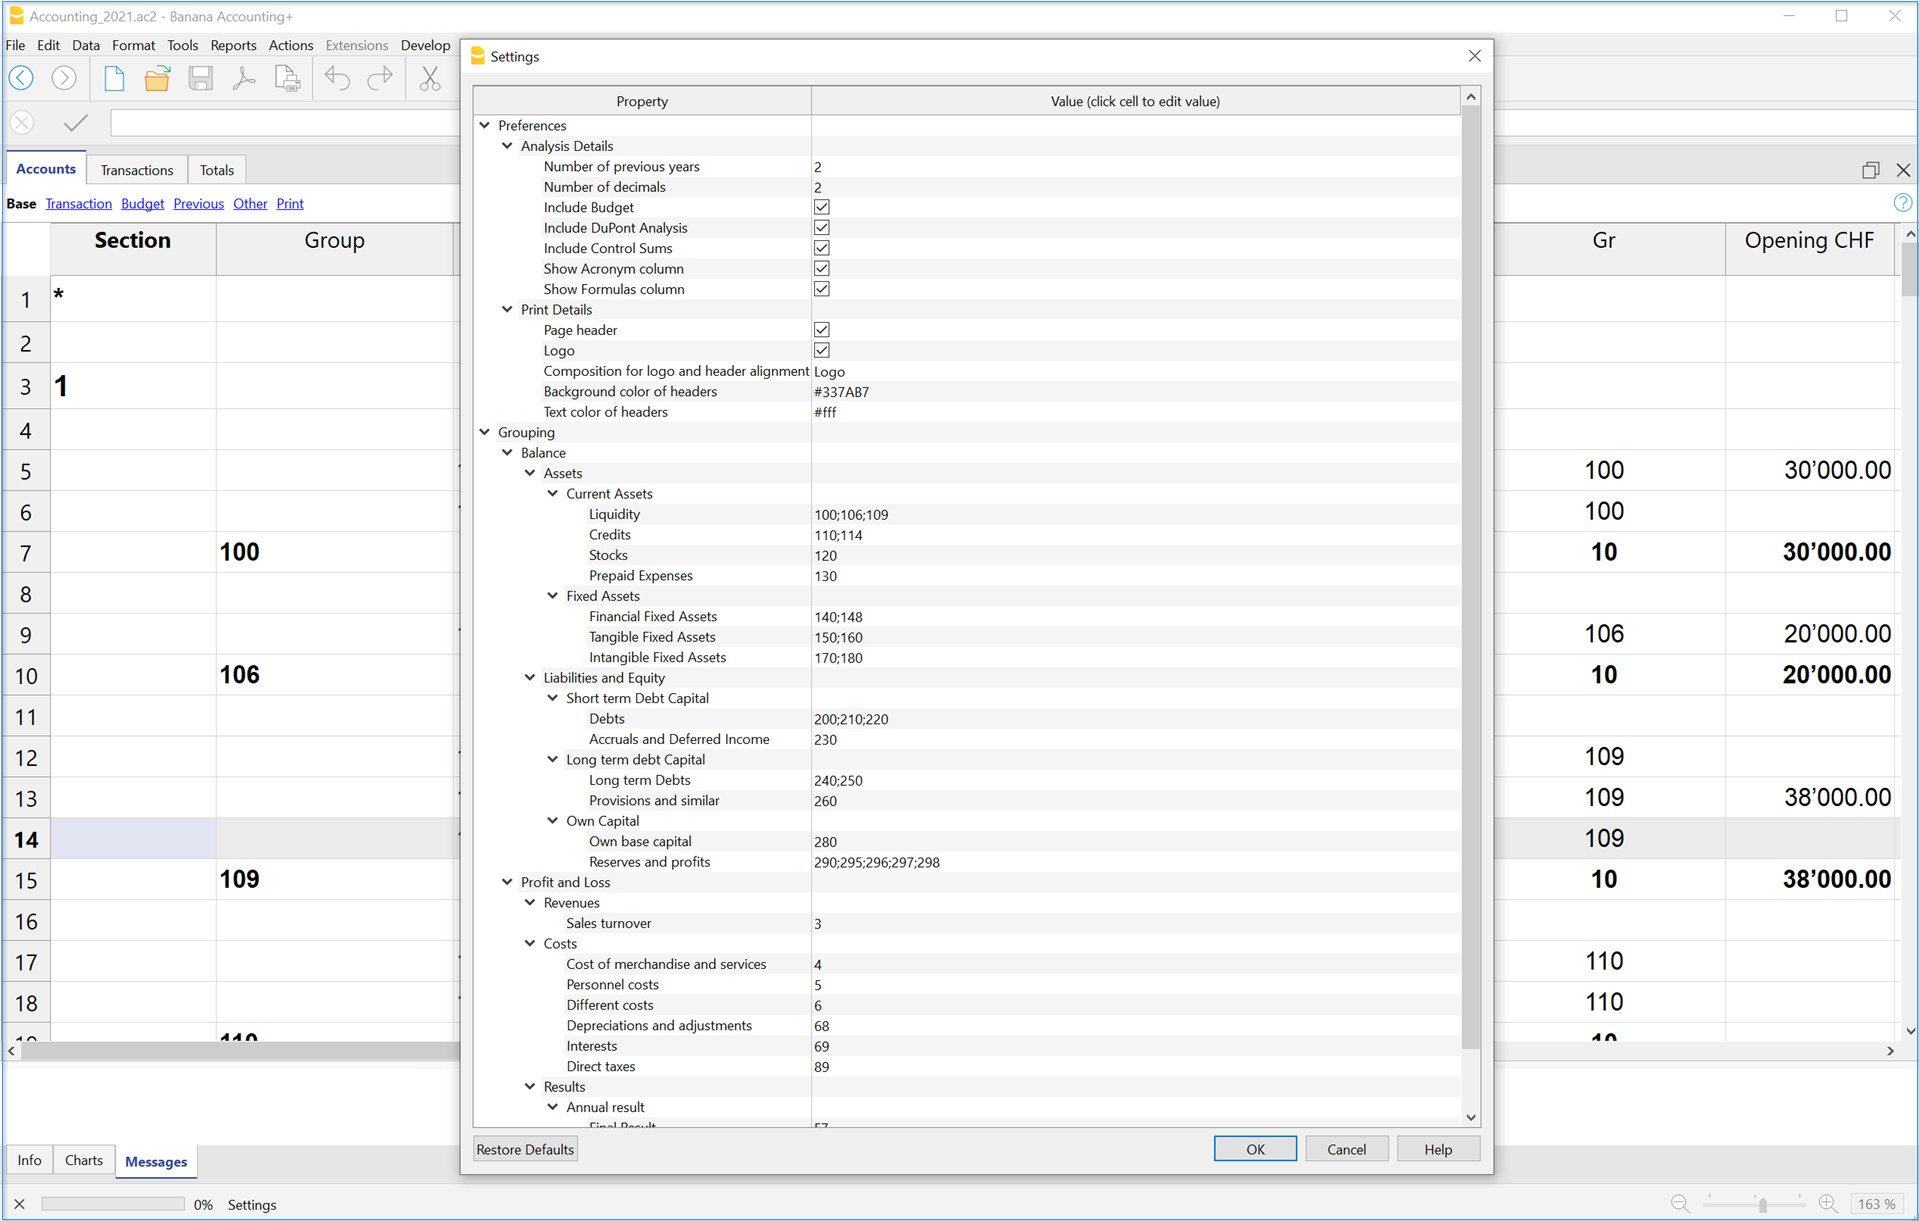 Accounting_2021.ac2 - Banana Accounting+
File Edit Data Format Tools Reports Actions Extensions Develop
Settings
Property Value (click cell to edit value)
Preferences
Analysis Details
Number of previous years 2
Number of decimals 2
Include Budget
Include DuPont Analysis
Include Control Sums
Show Acronym column
Show Formulas column
Print Details
Page header
Logo
Composition for logo and header alignment Logo
Background color of headers #337AB7
Text color of headers #fff
Grouping
Balance
Assets
Current Assets
Liquidity 100;106;109
Credits 110;114
Stocks 120
Prepaid Expenses 130
Fixed Assets
Financial Fixed Assets 140;148
Tangible Fixed Assets 150;160
Intangible Fixed Assets 170;180
Liabilities and Equity
Short term Debt Capital
Debts 200;210;220
Accruals and Deferred Income 230
Long term debt Capital
Long term Debts 240;250
Provisions and similar 260
Own Capital
Own base capital 280
Reserves and profits 290;295;296;297;298
Profit and Loss
Revenues
Sales turnover 3
Costs
Cost of merchandise and services 4
Personnel costs 5
Different costs 6
Depreciations and adjustments 68
Interests 69
Direct taxes 89
Results
Annual result
Final Result
Restore Defaults OK Cancel Help
Accounts Transactions Totals
Base Transaction Budget Previous Other Print
Section Group Gr Opening CHF
1 *
2
3 1
4
5 100 30’000.00
6 100
7 100 10 30’000.00
8
9 106 20’000.00
10 106 10 20’000.00
11
12 109
13 109 38’000.00
14 109
15 109 10 38’000.00
16
17 110
18 110
19 110 10
Info Charts Messages
0% Settings 163 %